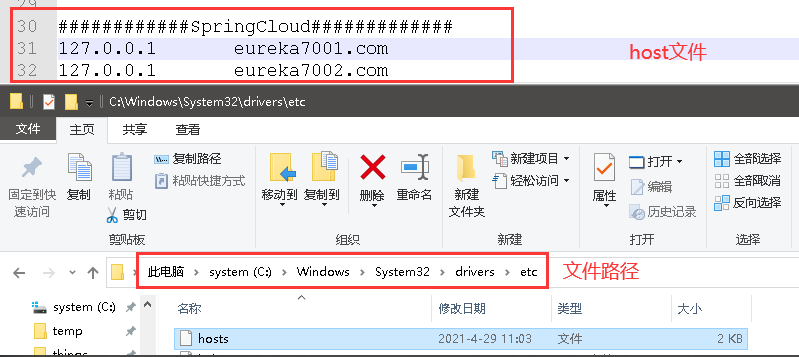 29
30 ############SpringCloud#############
31 127.0.0.1 eureka7001.com
32 127.0.0.1 eureka7002.com
host文件
C:\Windows\System32\drivers\etc
文件 主页 共享 查看
固定到快速访问
复制
粘贴
复制路径
粘贴快捷方式
剪切
移动到 复制到 删除 重命名
新建文件夹
新建项目
轻松访问
属性
打开
编辑
历史记录
全部选择
全部取消
反向选择
剪贴板 组织 新建 打开 选择
此电脑 system (C:) Windows System32 drivers etc
文件路径
system (C:)
temp
things
名称 修改日期 类型 大小
hosts 2021-4-29 11:03 文件 2 KB